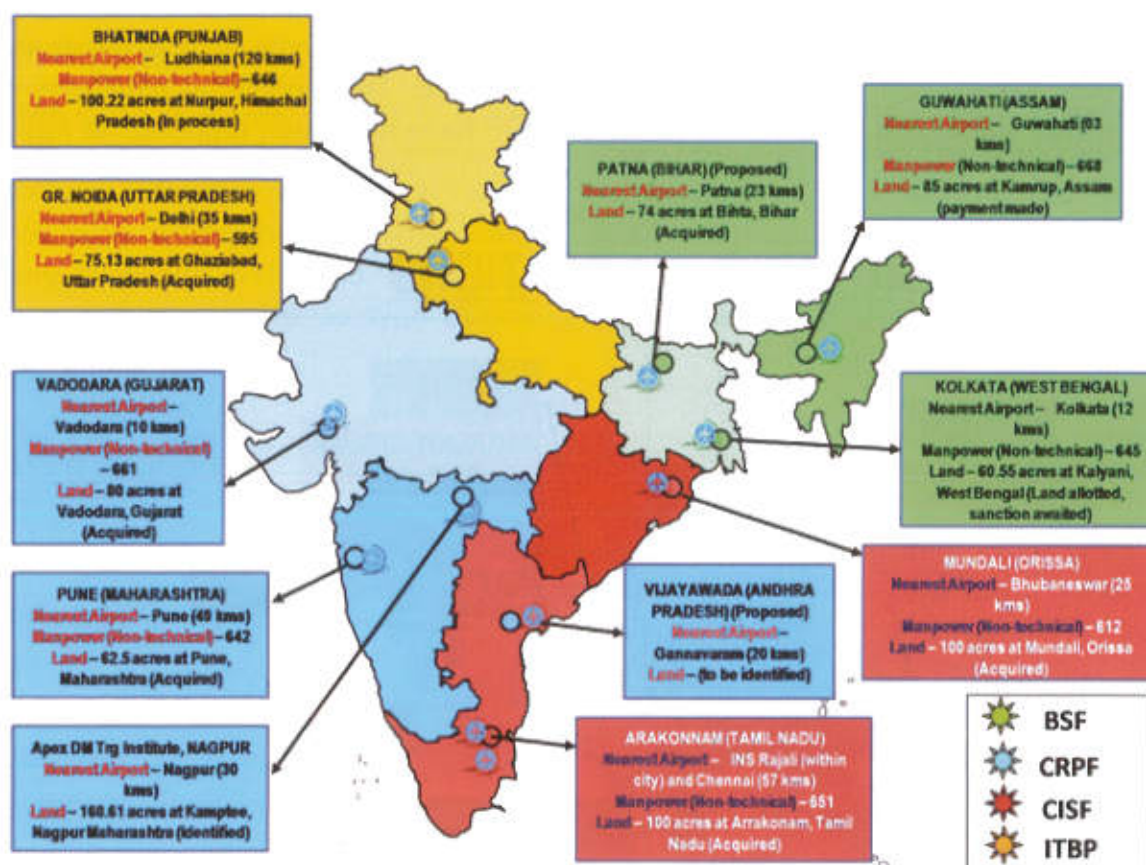 BHATINDA (PUNJAB)
Nearest Airport – Ludhiana (120 kms)
Manpower (Non-technical) – 646
Land – 100.22 acres at Nurpur, Himachal
Pradesh (In process)
GR. NOIDA (UTTAR PRADESH)
Nearest Airport – Delhi (35 kms)
Manpower (Non-technical) – 595
Land – 75.13 acres at Ghaziabad,
Uttar Pradesh (Acquired)
VADODARA (GUJARAT)
Nearest Airport –
Vadodara (10 kms)
Manpower (Non-technical)
– 661
Land – 80 acres at
Vadodara, Gujarat
(Acquired)
PUNE (MAHARASHTRA)
Nearest Airport – Pune (40 kms)
Manpower (Non-technical) – 642
Land – 62.5 acres at Pune,
Maharashtra (Acquired)
Apex DM Trg Institute, NAGPUR
Nearest Airport – Nagpur (30
kms)
Land – 160.61 acres at Kamptee,
Nagpur Maharashtra (Identified)
PATNA (BIHAR) (Proposed)
Nearest Airport – Patna (23 kms)
Land – 74 acres at Bihta, Bihar
(Acquired)
GUWAHATI (ASSAM)
Nearest Airport – Guwahati (03
kms)
Manpower (Non-technical) – 668
Land – 85 acres at Kamrup, Assam
(payment made)
KOLKATA (WEST BENGAL)
Nearest Airport – Kolkata (12
kms)
Manpower (Non-technical) – 645
Land – 60.55 acres at Kalyani,
West Bengal (Land allotted,
sanction awaited)
MUNDALI (ORISSA)
Nearest Airport – Bhubaneswar (25
kms)
Manpower (Non-technical) – 612
Land – 100 acres at Mundali, Orissa
(Acquired)
VIJAYAWADA (ANDHRA
PRADESH) (Proposed)
Nearest Airport –
Gannavaram (20 kms)
Land – (to be identified)
ARAKONNAM (TAMIL NADU)
Nearest Airport – INS Rajali (within
city) and Chennai (57 kms)
Manpower (Non-technical) – 651
Land – 100 acres at Arrakonam, Tamil
Nadu (Acquired)
BSF
CRPF
CISF
ITBP